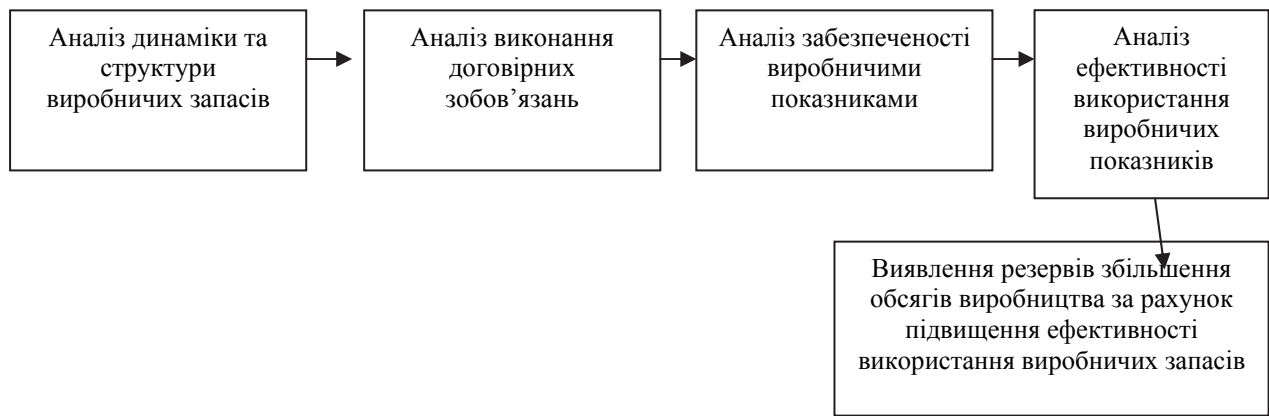 Аналіз динаміки та
структури
виробничих запасів
Аналіз виконання
договірних
зобов’язань
Аналіз забезпеченості
виробничими
показниками
Аналіз
ефективності
використання
виробничих
показників
Виявлення резервів збільшення
обсягів виробництва за рахунок
підвищення ефективності
використання виробничих запасів